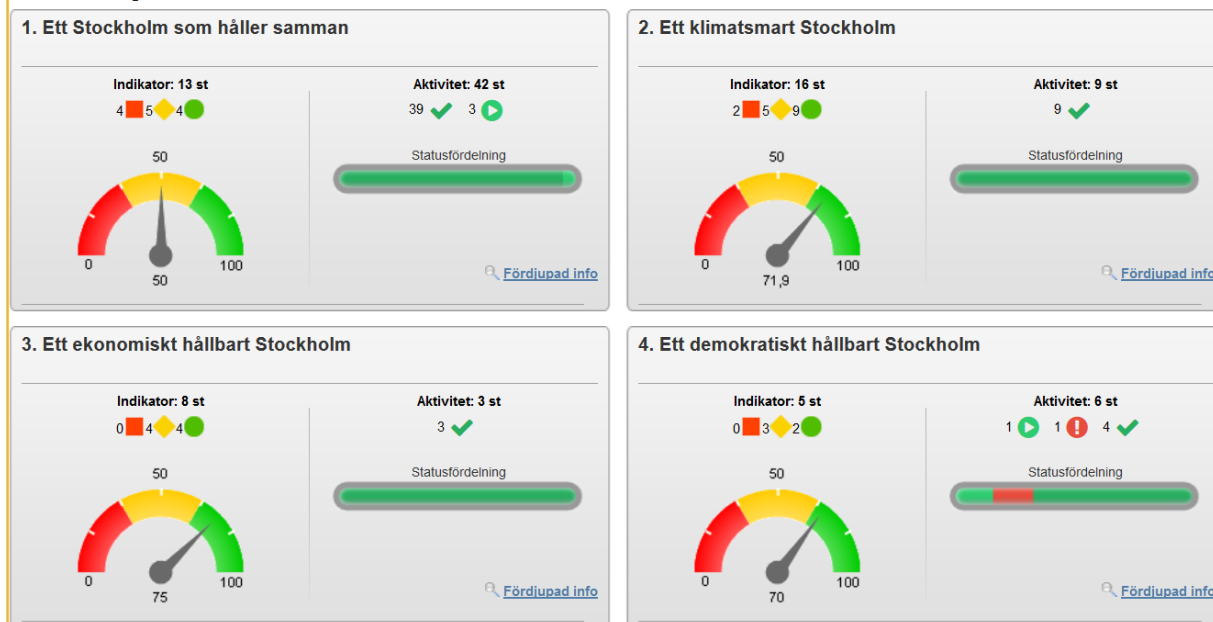 1. Ett Stockholm som håller samman
Indikator: 13 st
4 5 4
50
0
100
50
Aktivitet: 42 st
39 3
Statusfördelning
Fördjupad info
2. Ett klimatsmart Stockholm
Indikator: 16 st
2 5 9
50
0
100
71,9
Aktivitet: 9 st
9
Statusfördelning
Fördjupad info
3. Ett ekonomiskt hållbart Stockholm
Indikator: 8 st
0 4 4
50
0
100
75
Aktivitet: 3 st
3
Statusfördelning
Fördjupad info
4. Ett demokratiskt hållbart Stockholm
Indikator: 5 st
0 3 2
50
0
100
70
Aktivitet: 6 st
1 1 4
Statusfördelning
Fördjupad info